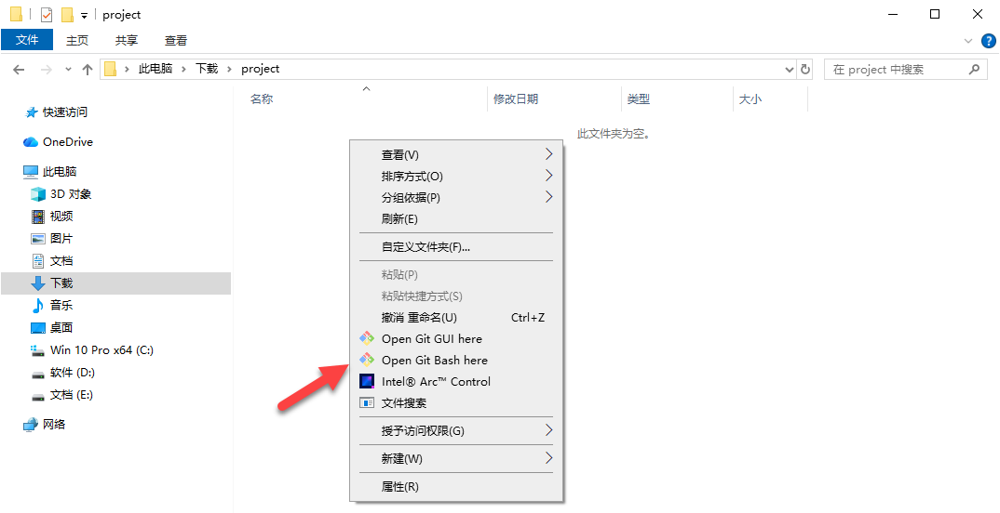 project
文件 主页 共享 查看
此电脑 下载 project
在 project 中搜索
名称 修改日期 类型 大小
此文件夹为空。
快速访问
OneDrive
此电脑
3D 对象
视频
图片
文档
下载
音乐
桌面
Win 10 Pro x64 (C:)
软件 (D:)
文档 (E:)
网络
查看(V)
排序方式(O)
分组依据(P)
刷新(E)
自定义文件夹(F)...
粘贴(P)
粘贴快捷方式(S)
撤消 重命名(U) Ctrl+Z
Open Git GUI here
Open Git Bash here
Intel® Arc™ Control
文件搜索
授予访问权限(G)
新建(W)
属性(R)